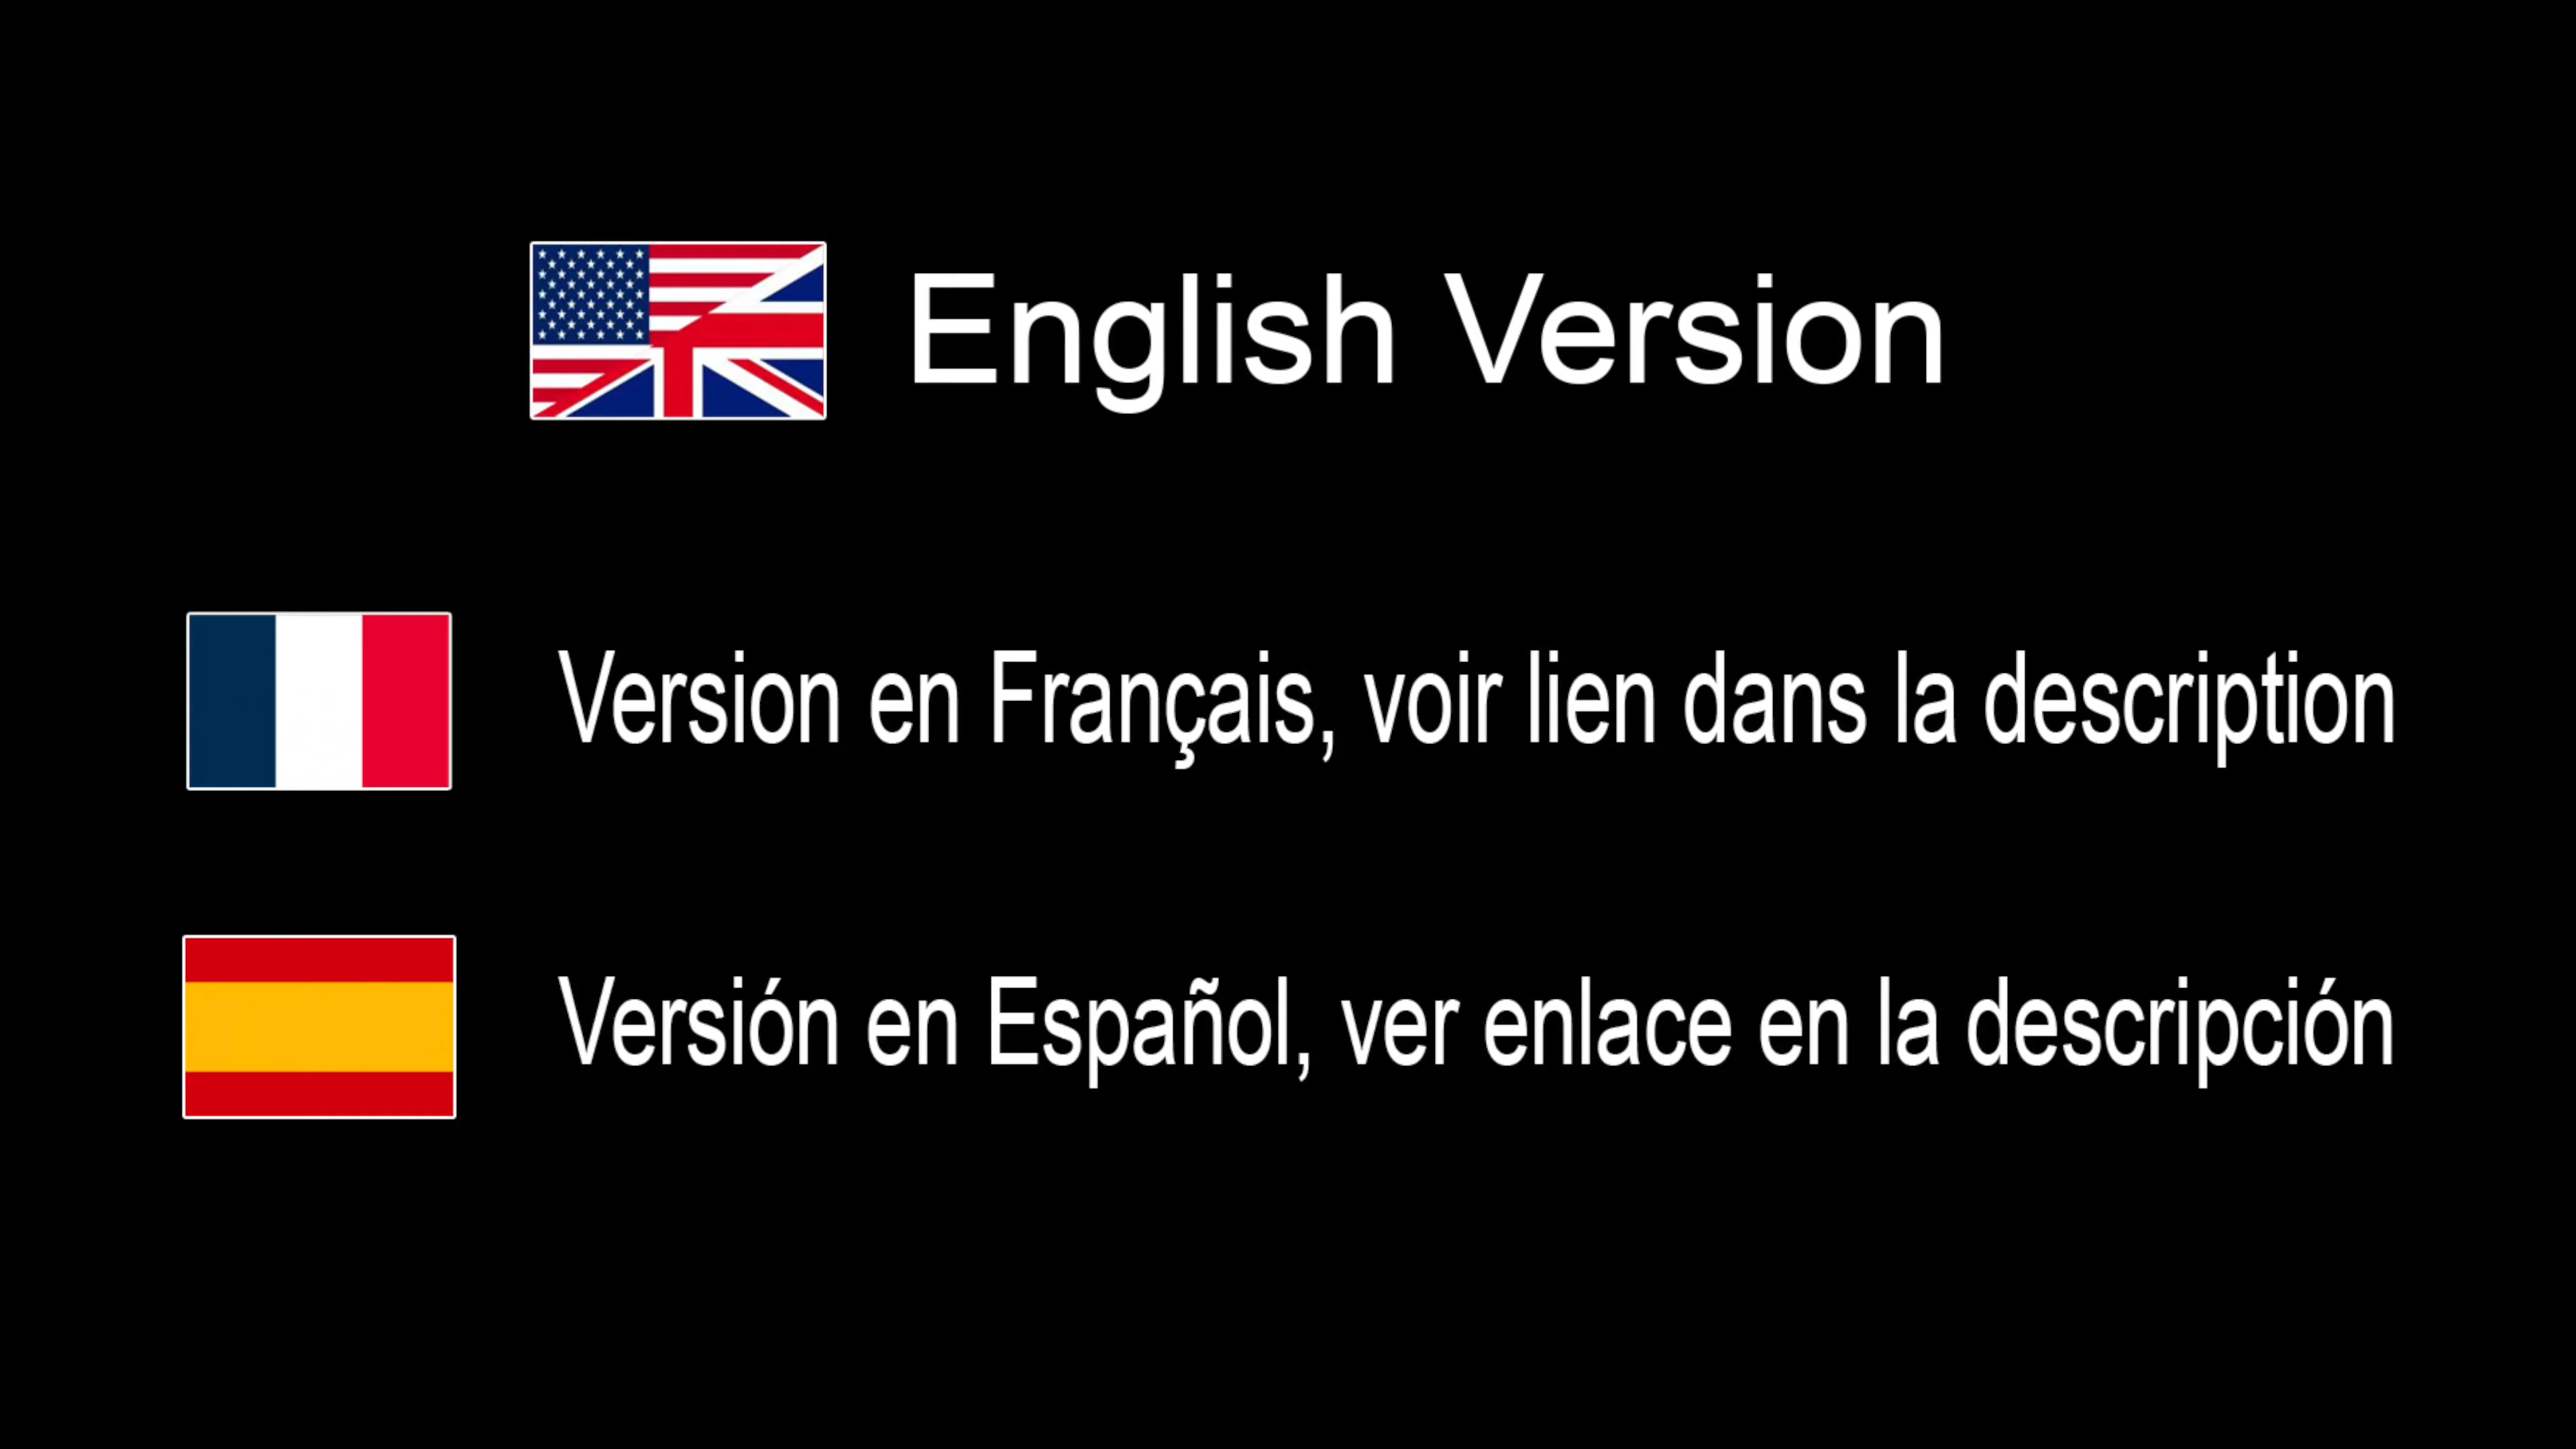 English Version
Version en Français, voir lien dans la description
Versión en Español, ver enlace en la descripción